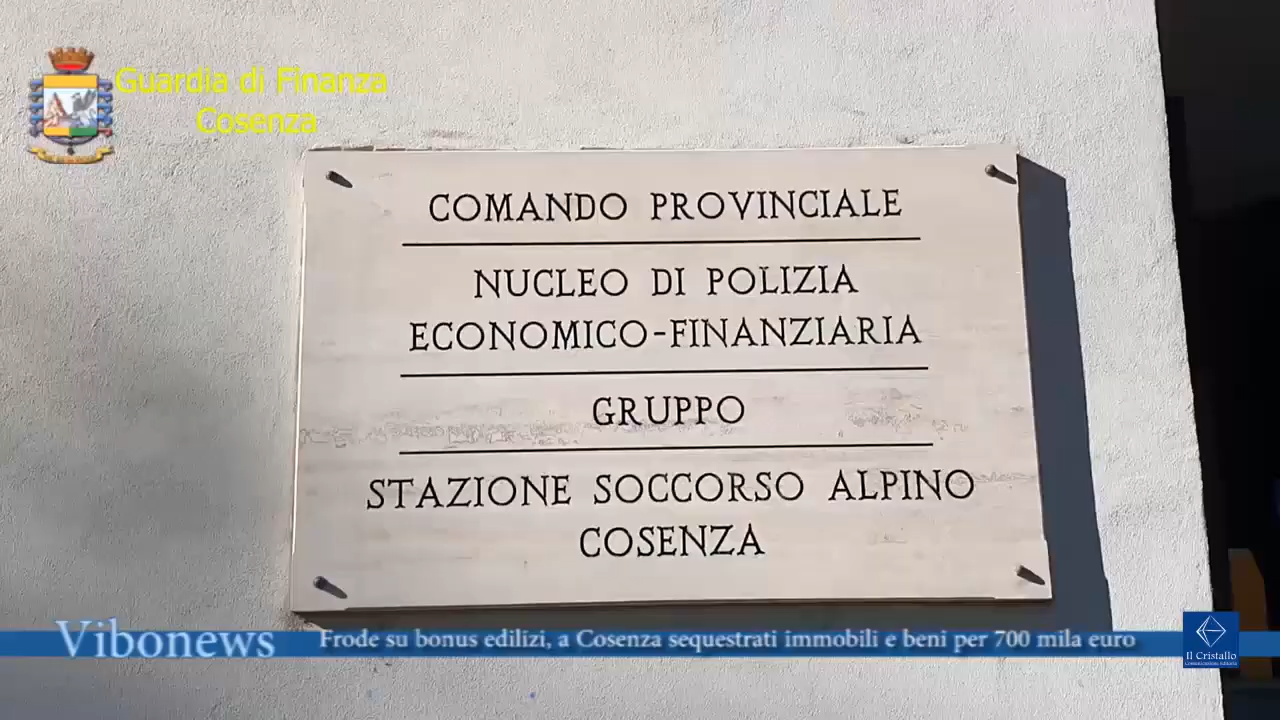 Guardia di Finanza
Cosenza
COMANDO PROVINCIALE
NUCLEO DI POLIZIA
ECONOMICO-FINANZIARIA
GRUPPO
STAZIONE SOCCORSO ALPINO
COSENZA
Vibonews
Frode su bonus edilizi, a Cosenza sequestrati immobili e beni per 700 mila euro
Il Cristallo